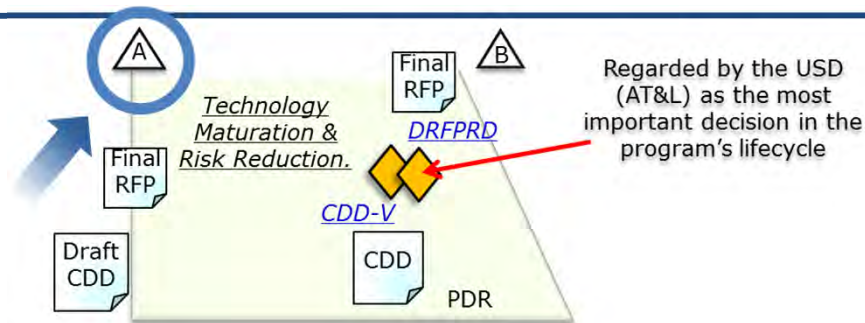 A
B
Final
RFP
Technology
Maturation &
Risk Reduction.
DRFPRD
Regarded by the USD
(AT&L) as the most
important decision in the
program's lifecycle
Final
RFP
CDD-V
Draft
CDD
CDD
PDR